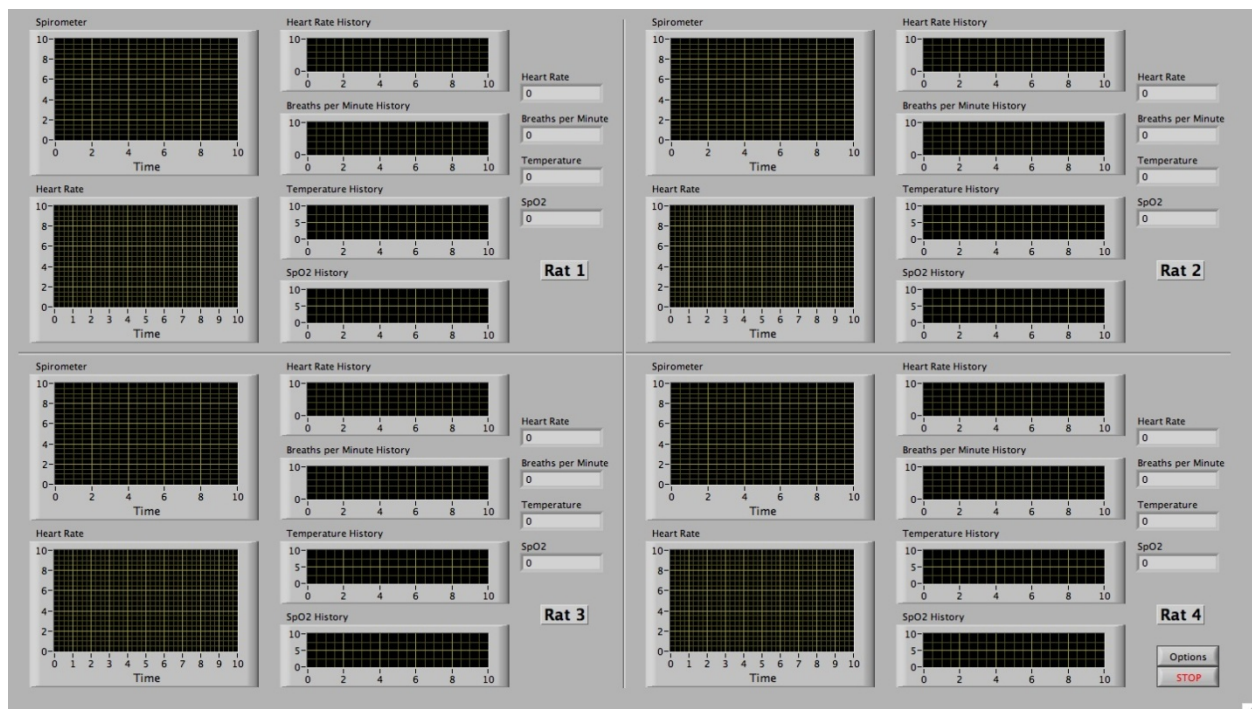 Spirometer
10
8
6
4
2
0
0 2 4 6 8 10
Time
Heart Rate
10
8
6
4
2
0
0 1 2 3 4 5 6 7 8 9 10
Time
Heart Rate History
10
0
0 2 4 6 8 10
Breaths per Minute History
10
0
0 2 4 6 8 10
Temperature History
10
5
0
0 2 4 6 8 10
SpO2 History
10
5
0
0 2 4 6 8 10
Heart Rate
0
Breaths per Minute
0
Temperature
0
SpO2
0
Rat 1
Spirometer
10
8
6
4
2
0
0 2 4 6 8 10
Time
Heart Rate
10
8
6
4
2
0
0 1 2 3 4 5 6 7 8 9 10
Time
Heart Rate History
10
0
0 2 4 6 8 10
Breaths per Minute History
10
0
0 2 4 6 8 10
Temperature History
10
5
0
0 2 4 6 8 10
SpO2 History
10
5
0
0 2 4 6 8 10
Heart Rate
0
Breaths per Minute
0
Temperature
0
SpO2
0
Rat 2
Spirometer
10
8
6
4
2
0
0 2 4 6 8 10
Time
Heart Rate
10
8
6
4
2
0
0 1 2 3 4 5 6 7 8 9 10
Time
Heart Rate History
10
0
0 2 4 6 8 10
Breaths per Minute History
10
0
0 2 4 6 8 10
Temperature History
10
5
0
0 2 4 6 8 10
SpO2 History
10
5
0
0 2 4 6 8 10
Heart Rate
0
Breaths per Minute
0
Temperature
0
SpO2
0
Rat 3
Spirometer
10
8
6
4
2
0
0 2 4 6 8 10
Time
Heart Rate
10
8
6
4
2
0
0 1 2 3 4 5 6 7 8 9 10
Time
Heart Rate History
10
0
0 2 4 6 8 10
Breaths per Minute History
10
0
0 2 4 6 8 10
Temperature History
10
5
0
0 2 4 6 8 10
SpO2 History
10
5
0
0 2 4 6 8 10
Heart Rate
0
Breaths per Minute
0
Temperature
0
SpO2
0
Rat 4
Options
STOP